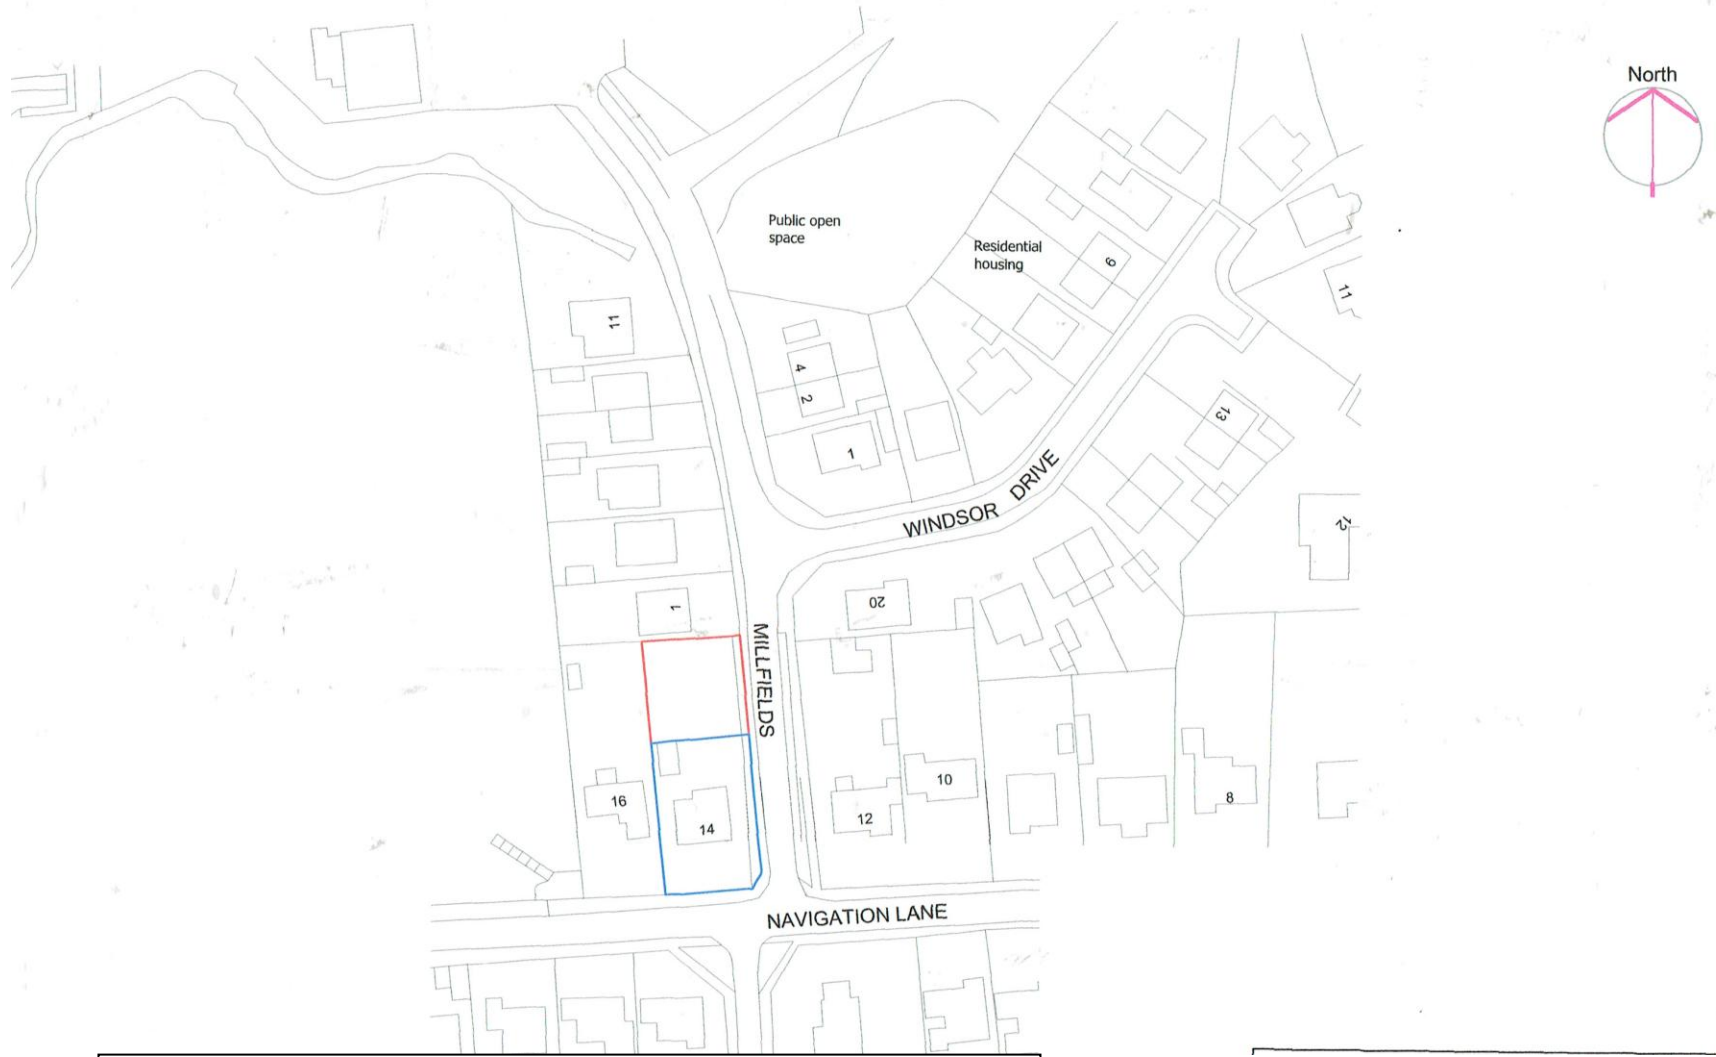 North
Public open
space
Residential
housing
9
11
11
4
2
1
13
DRIVE
WINDSOR
12
20
1
MILLFIELDS
16
14
12
10
8
NAVIGATION LANE